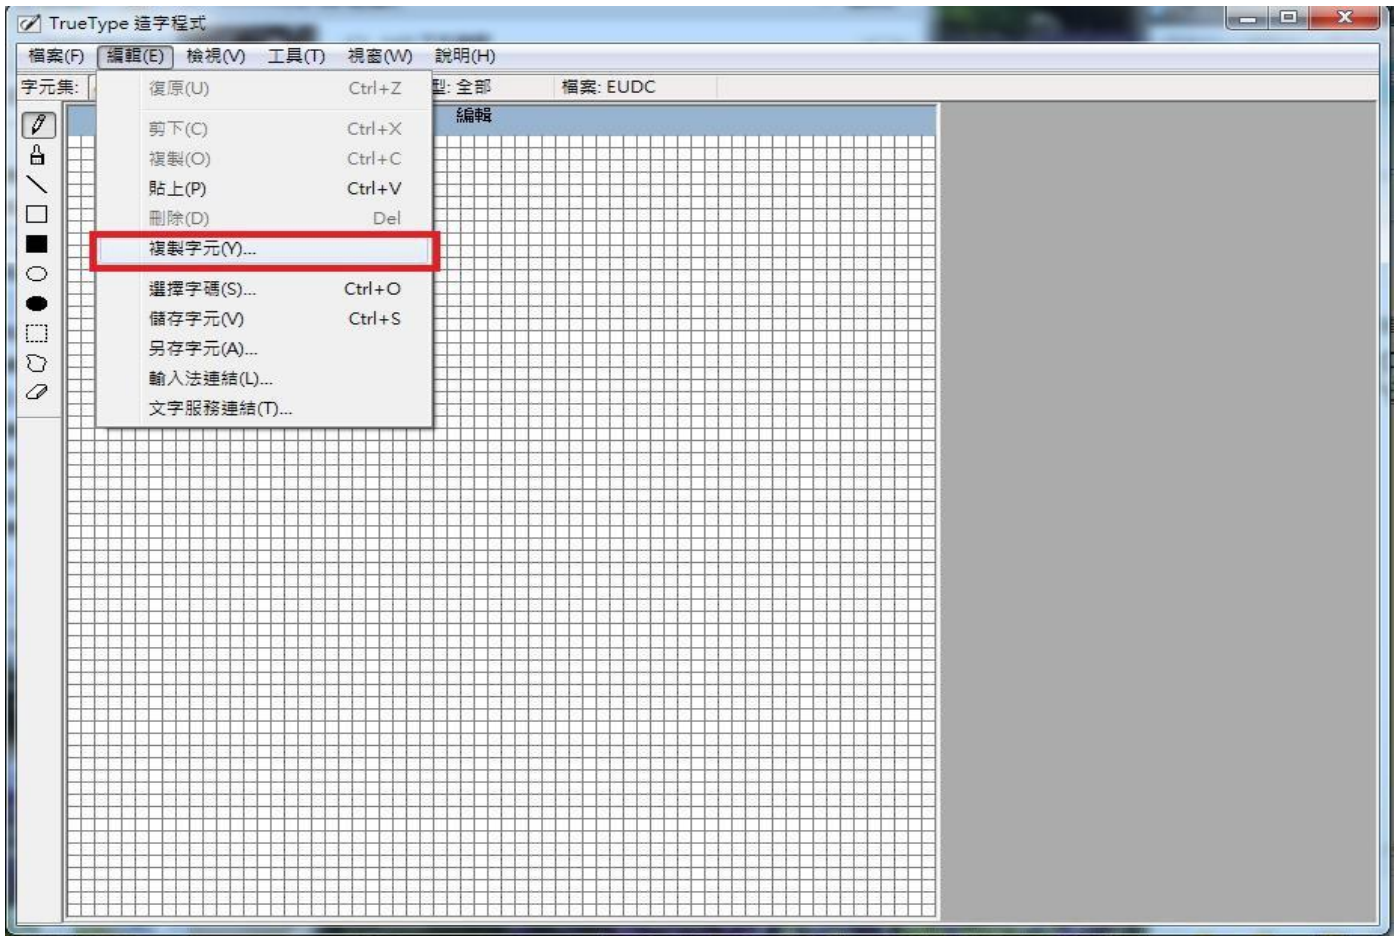 TrueType 造字程式
檔案(F) 編輯(E) 檢視(V) 工具(T) 視窗(W) 說明(H)
字元集: 型: 全部 檔案: EUDC
編輯
復原(U) Ctrl+Z
剪下(C) Ctrl+X
複製(O) Ctrl+C
貼上(P) Ctrl+V
刪除(D) Del
複製字元(Y)...
選擇字碼(S)... Ctrl+O
儲存字元(V) Ctrl+S
另存字元(A)...
輸入法連結(L)...
文字服務連結(T)...